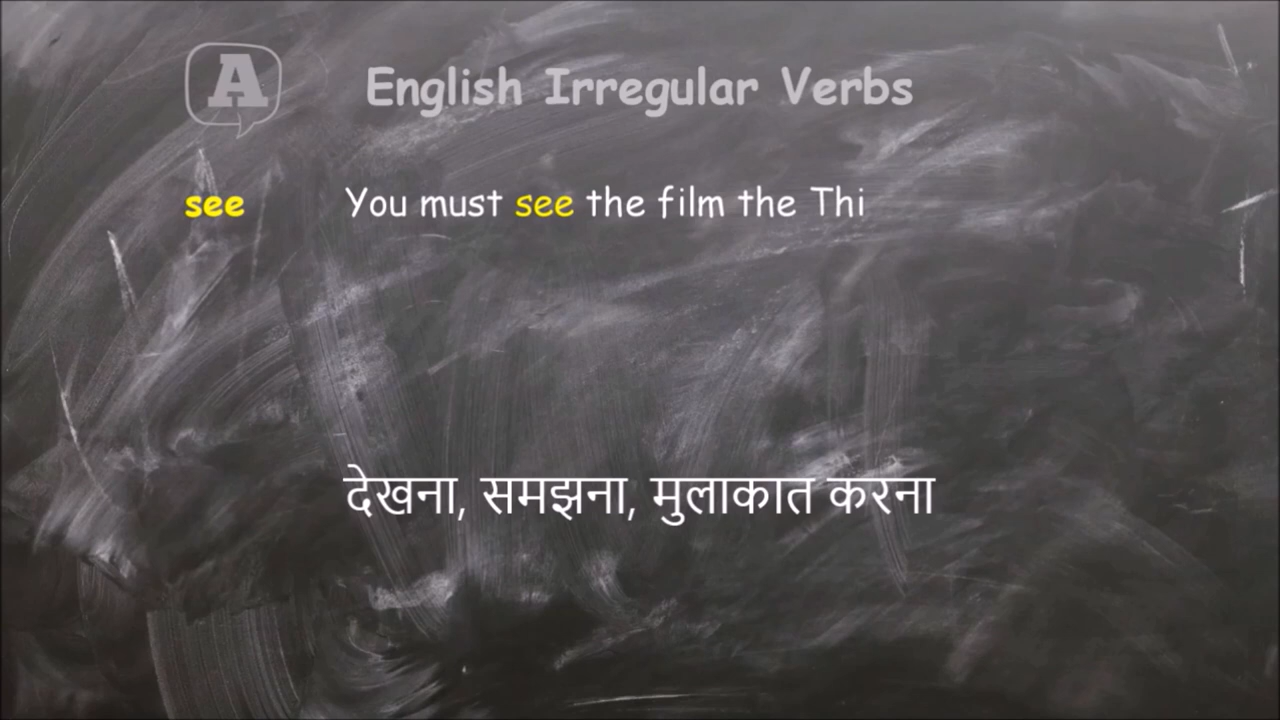 A
English Irregular Verbs
see You must see the film the Thi
देखना, समझना, मुलाकात करना